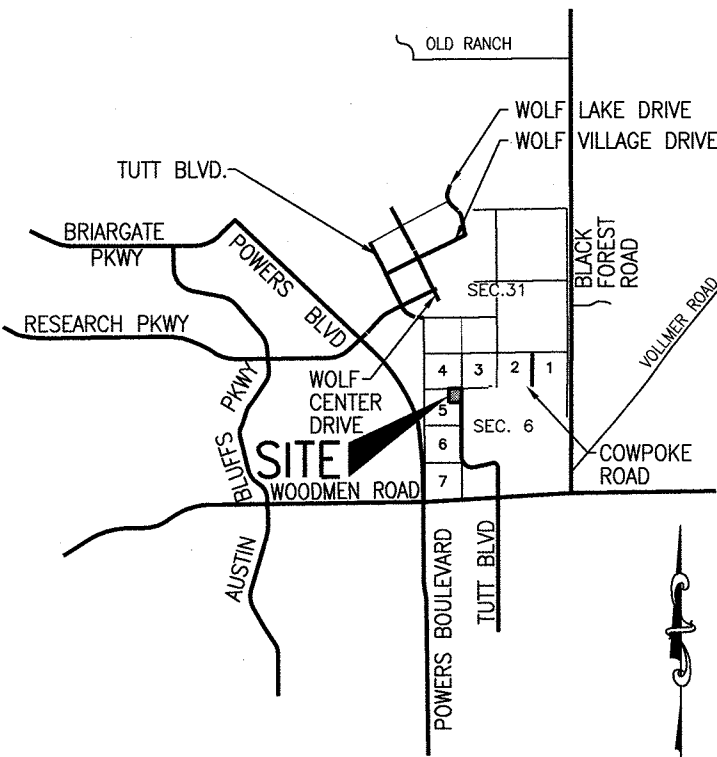 OLD RANCH
WOLF LAKE DRIVE
WOLF VILLAGE DRIVE
TUTT BLVD.
BRIARGATE
PKWY
POWERS BLVD
BLACK
FOREST
ROAD
SEC.31
VOLLMER ROAD
RESEARCH PKWY
WOLF
CENTER
DRIVE
4
3
2
1
5
SEC. 6
6
7
SITE
COWPOKE
ROAD
AUSTIN BLUFFS PKWY
WOODMEN ROAD
POWERS BOULEVARD
TUTT BLVD